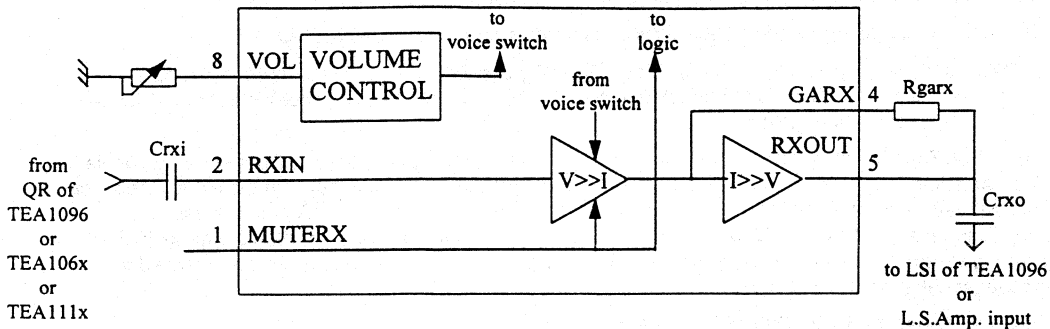 to
voice switch
to
logic
8
VOL
VOLUME
CONTROL
from
voice switch
GARX
4
Rgarx
Crxi
2
RXIN
V>>I
I>>V
RXOUT
5
from
QR of
TEA1096
or
TEA106x
or
TEA111x
1
MUTERX
Crxo
to LSI of TEA1096
or
L.S.Amp. input